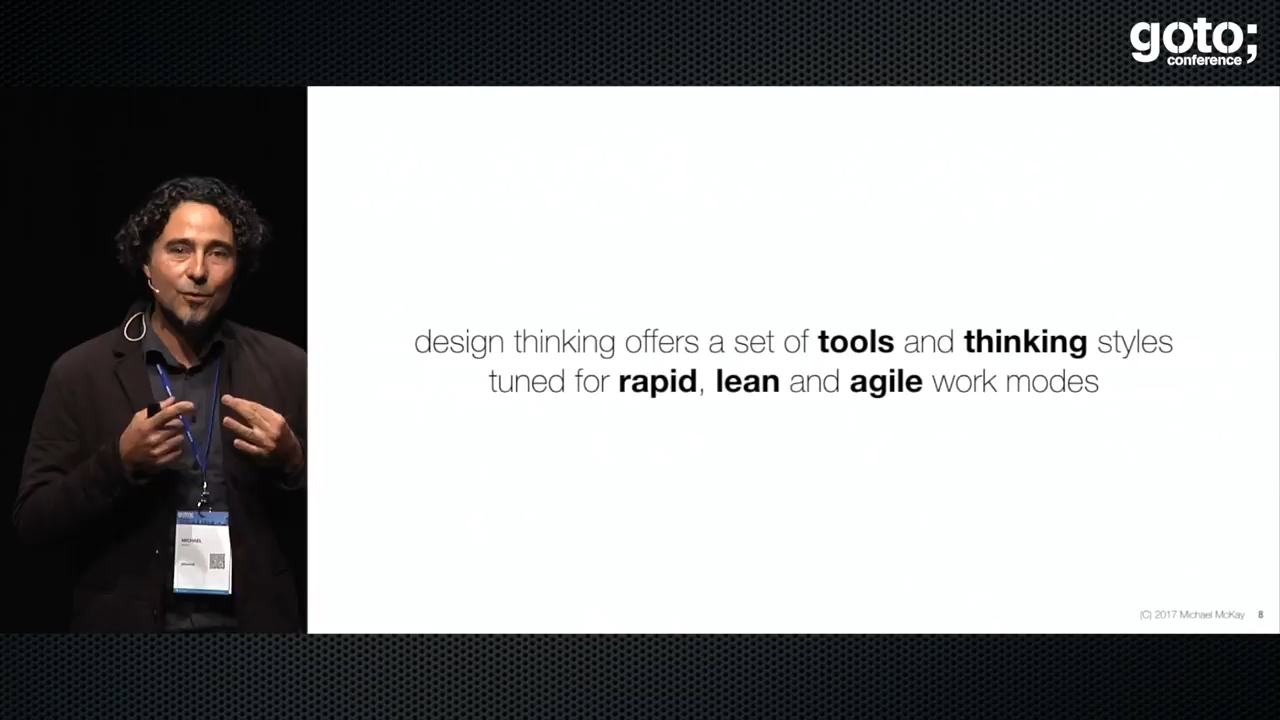 goto;
conference
design thinking offers a set of tools and thinking styles
tuned for rapid, lean and agile work modes
MICHAEL
(C) 2017 Michael McKay 8